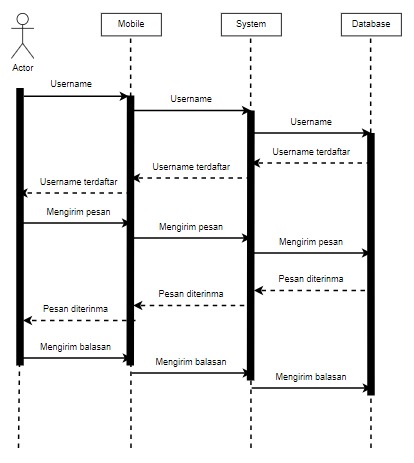 Mobile
System
Database
Actor
Username
Username
Username
Username terdaftar
Username terdaftar
Username terdaftar
Mengirim pesan
Mengirim pesan
Mengirim pesan
Pesan diterinma
Pesan diterinma
Pesan diterinma
Mengirim balasan
Mengirim balasan
Mengirim balasan